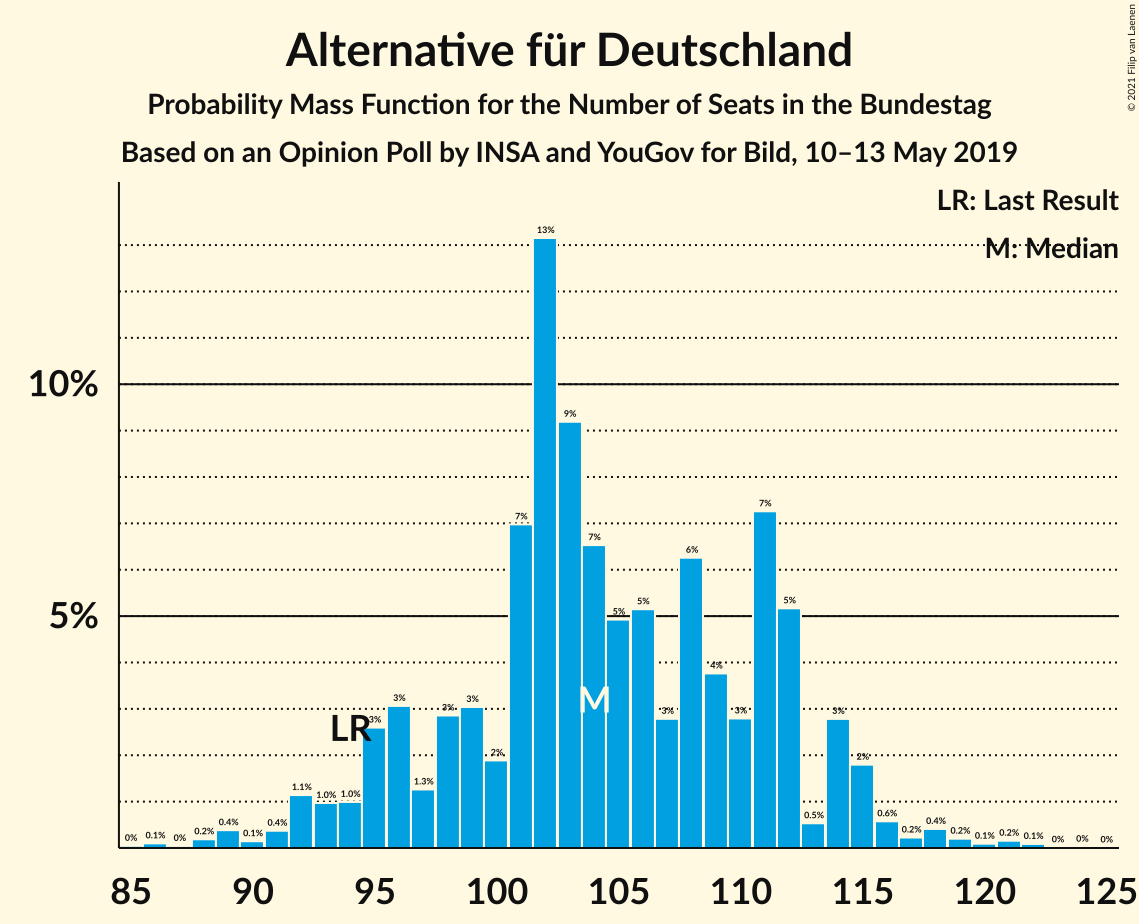 Alternative für Deutschland
Probability Mass Function for the Number of Seats in the Bundestag
Based on an Opinion Poll by INSA and YouGov for Bild, 10–13 May 2019
© 2021 Filip van Laenen
LR: Last Result
M: Median
10%
5%
0% 0.1% 0% 0.2% 0.4% 0.1% 0.4% 1.1% 1.0% 1.0% 3% 3% 1.3% 3% 3% 2% 7% 13% 9% 7% 5% 5% 3% 6% 4% 3% 7% 5% 0.5% 3% 2% 0.6% 0.2% 0.4% 0.2% 0.1% 0.2% 0.1% 0% 0% 0%
LR
M
85 90 95 100 105 110 115 120 125